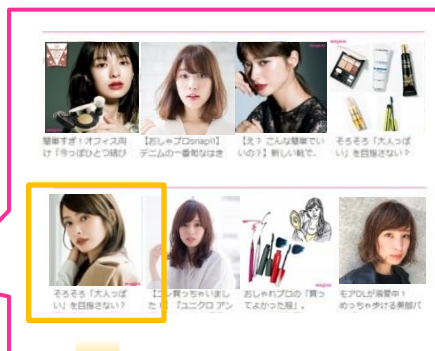 簡単すぎ！オフィス向
け「今っぽひとつ結び
【おしゃプロsnap!!】
デニムの一番旬なはき
【え？ こんな簡単でい
いの？】新しい靴で、
そろそろ「大人っぽ
い」を目指さない？
そろそろ「大人っぽ
い」を目指さない？
【コレ買っちゃいまし
た！】『ユニクロ アン
おしゃれプロの「買っ
てよかった服」。
モアOLが溺愛中！
めっちゃ歩ける美脚パ